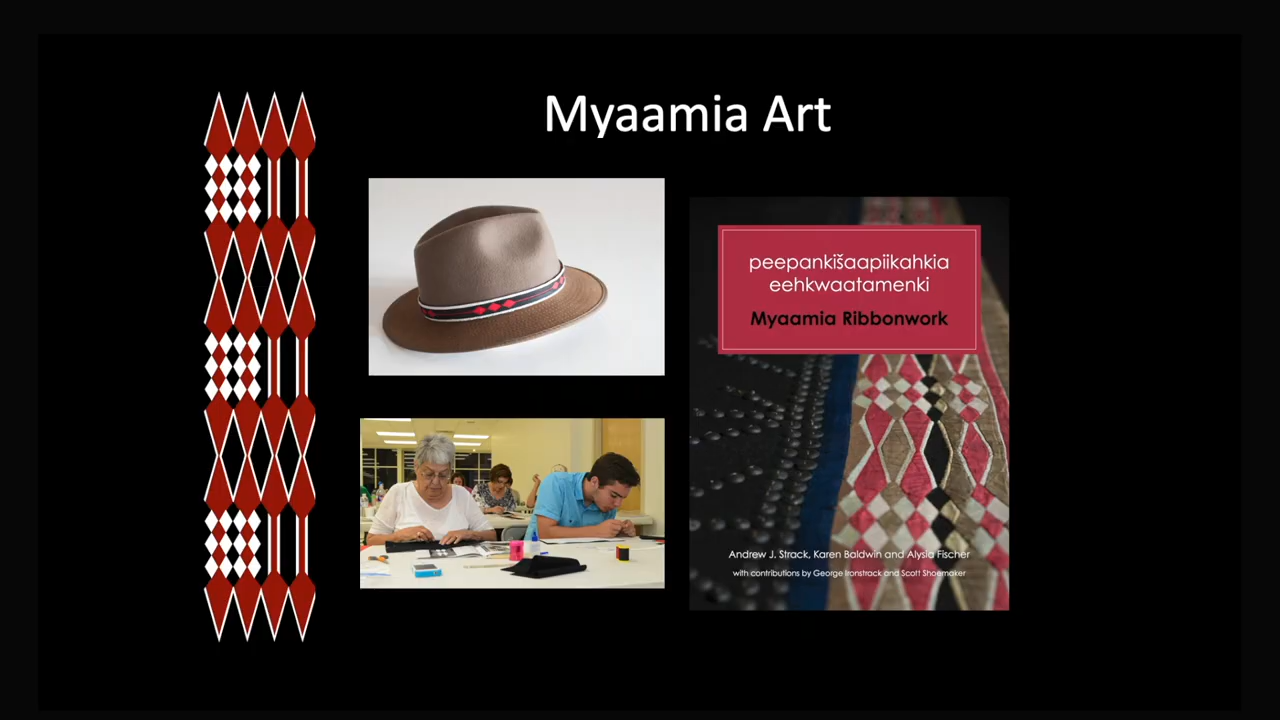 Myaamia Art
peepankišaapiikahkia
eehkwaatamenki
Myaamia Ribbonwork
Andrew J. Strack, Karen Baldwin and Alysia Fischer
with contributions by George Ironstrack and Scott Shoemaker